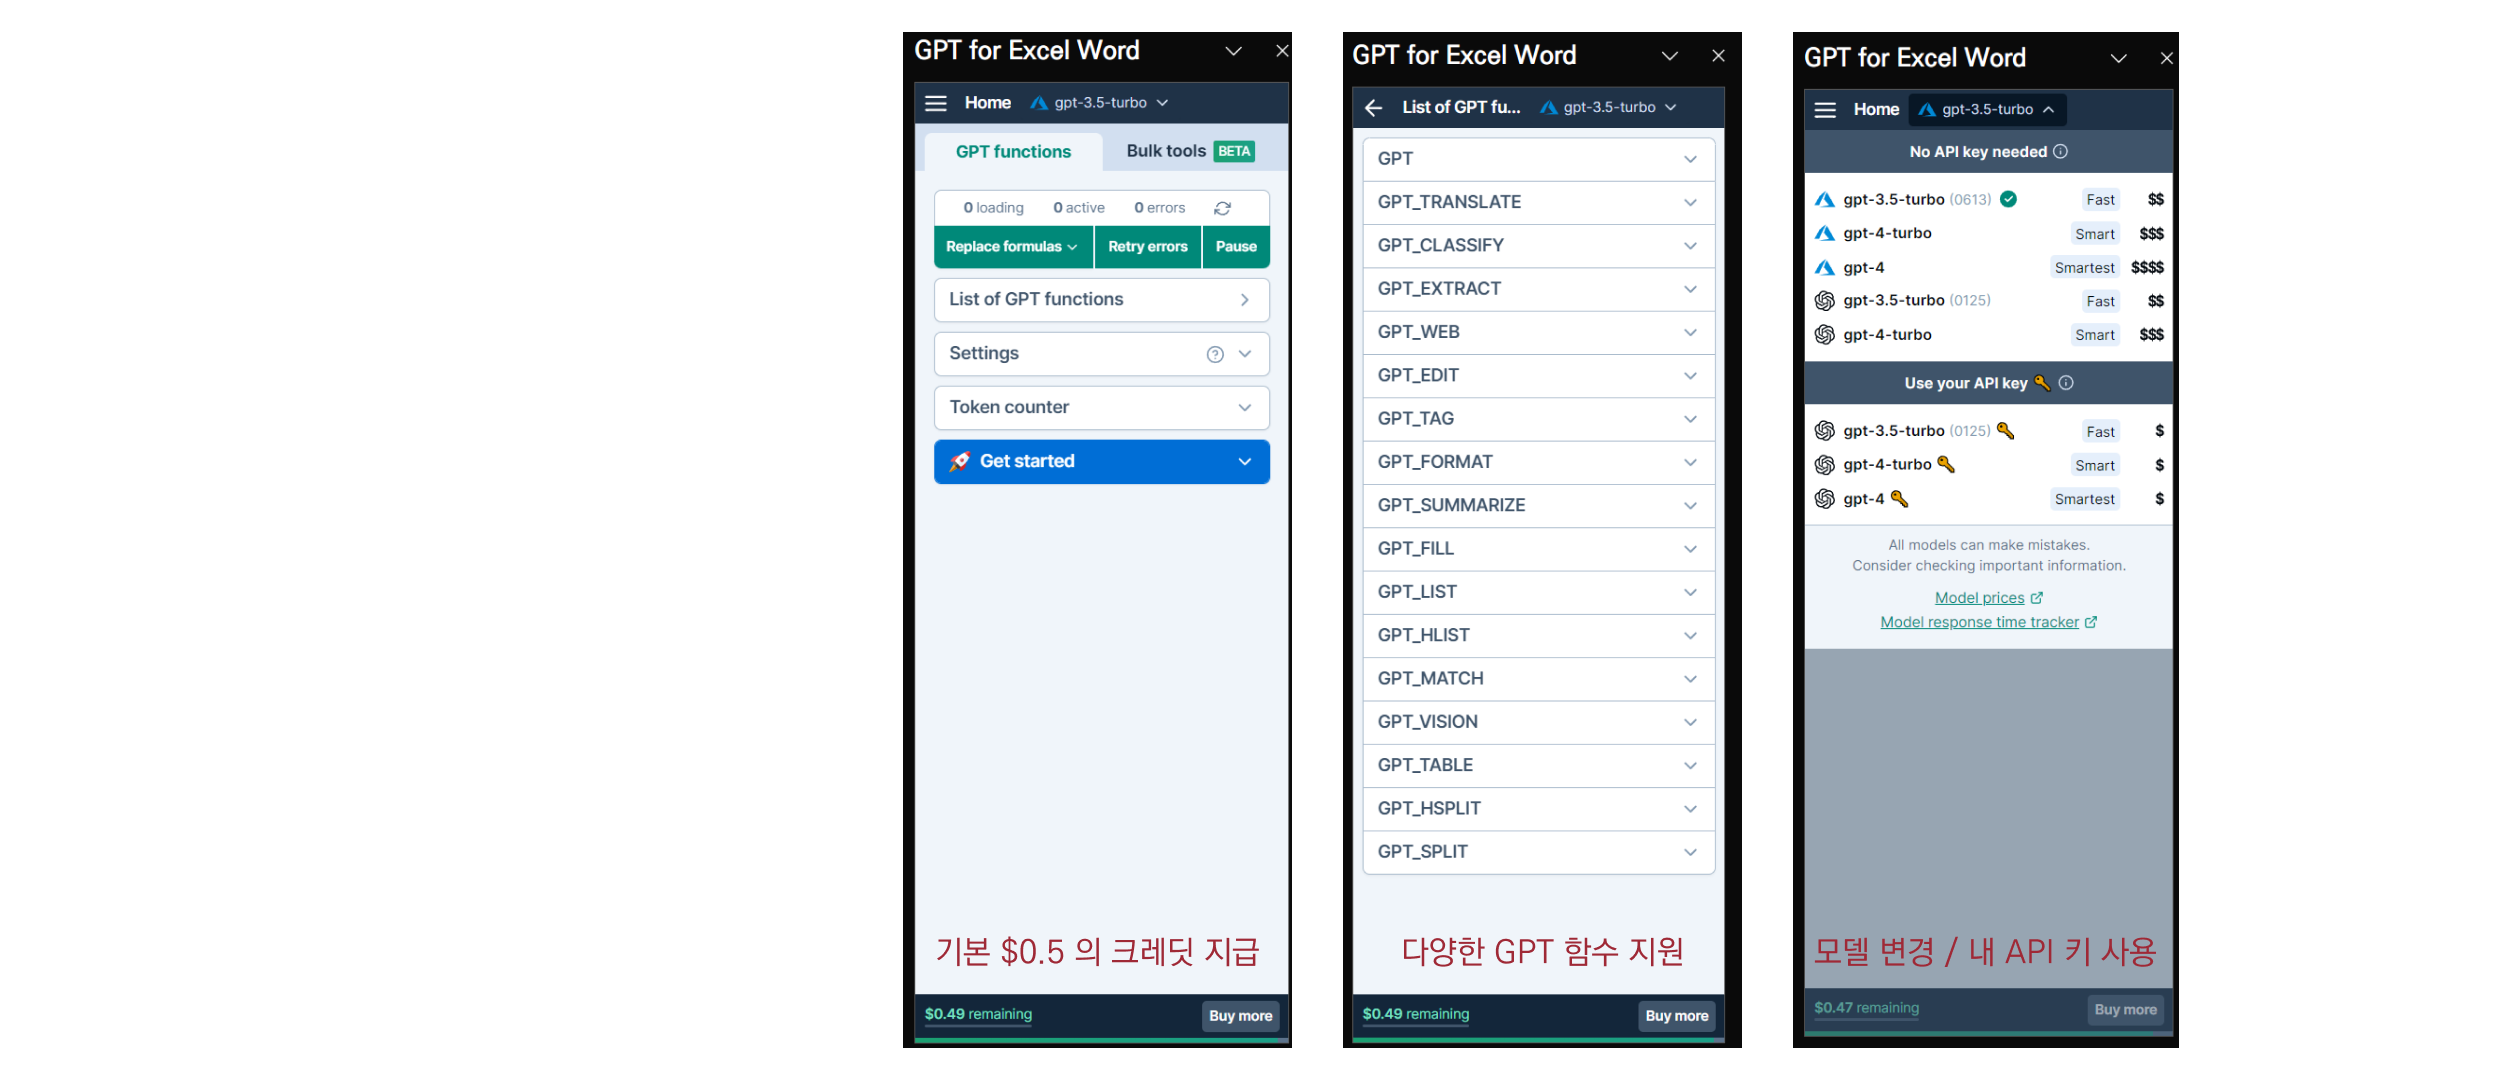 GPT for Excel Word
Home gpt-3.5-turbo
GPT functions Bulk tools BETA
0 loading 0 active 0 errors
Replace formulas Retry errors Pause
List of GPT functions
Settings
Token counter
Get started
기본 $0.5 의 크레딧 지급
$0.49 remaining Buy more
GPT for Excel Word
List of GPT fu... gpt-3.5-turbo
GPT
GPT_TRANSLATE
GPT_CLASSIFY
GPT_EXTRACT
GPT_WEB
GPT_EDIT
GPT_TAG
GPT_FORMAT
GPT_SUMMARIZE
GPT_FILL
GPT_LIST
GPT_HLIST
GPT_MATCH
GPT_VISION
GPT_TABLE
GPT_HSPLIT
GPT_SPLIT
다양한 GPT 함수 지원
$0.49 remaining Buy more
GPT for Excel Word
Home gpt-3.5-turbo
No API key needed
gpt-3.5-turbo (0613) Fast $$
gpt-4-turbo Smart $$$
gpt-4 Smartest $$$$
gpt-3.5-turbo (0125) Fast $$
gpt-4-turbo Smart $$$
Use your API key
gpt-3.5-turbo (0125) Fast $
gpt-4-turbo Smart $
gpt-4 Smartest $
All models can make mistakes.
Consider checking important information.
Model prices
Model response time tracker
모델 변경 / 내 API 키 사용
$0.47 remaining Buy more